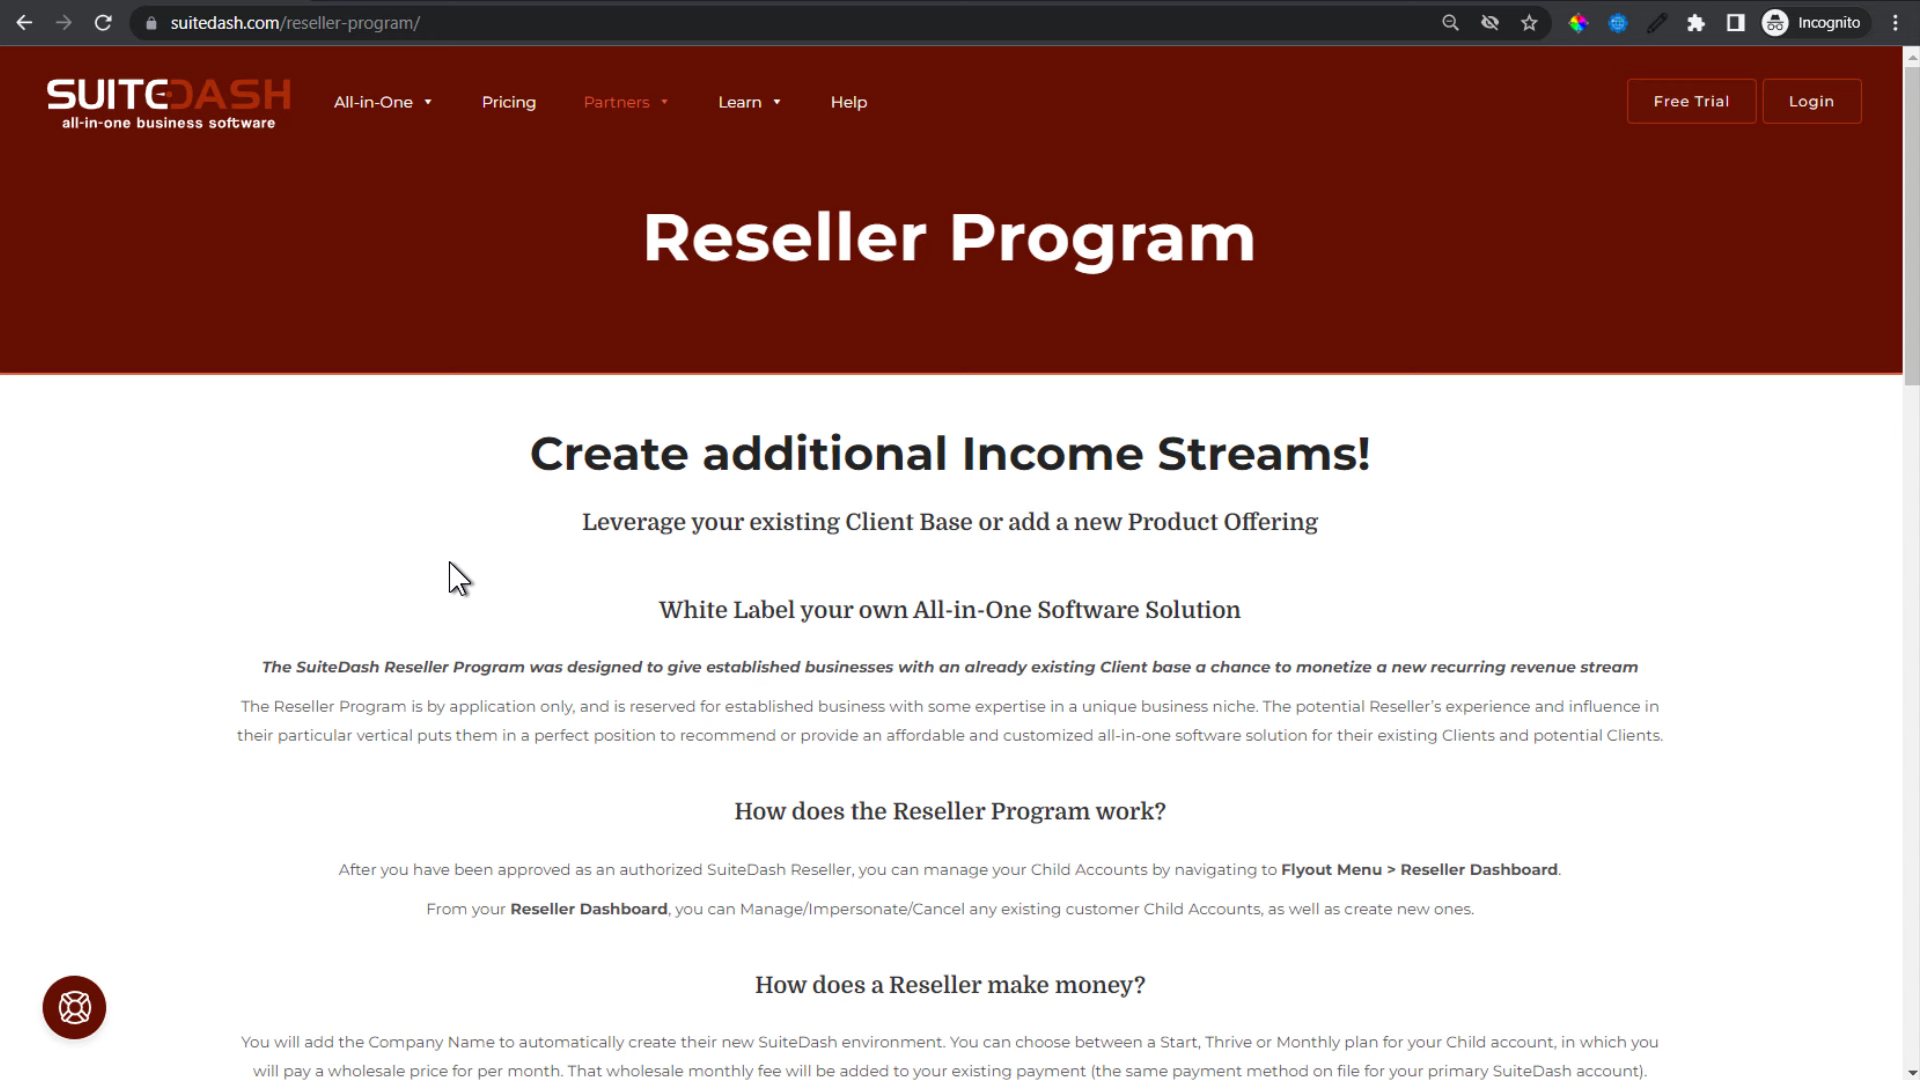 suitedash.com/reseller-program/
Incognito
SUITEDASH
all-in-one business software
All-in-One
Pricing
Partners
Learn
Help
Free Trial
Login
Reseller Program
Create additional Income Streams!
Leverage your existing Client Base or add a new Product Offering
White Label your own All-in-One Software Solution
The SuiteDash Reseller Program was designed to give established businesses with an already existing Client base a chance to monetize a new recurring revenue stream
The Reseller Program is by application only, and is reserved for established business with some expertise in a unique business niche. The potential Reseller’s experience and influence in
their particular vertical puts them in a perfect position to recommend or provide an affordable and customized all-in-one software solution for their existing Clients and potential Clients.
How does the Reseller Program work?
After you have been approved as an authorized SuiteDash Reseller, you can manage your Child Accounts by navigating to Flyout Menu > Reseller Dashboard.
From your Reseller Dashboard, you can Manage/Impersonate/Cancel any existing customer Child Accounts, as well as create new ones.
How does a Reseller make money?
You will add the Company Name to automatically create their new SuiteDash environment. You can choose between a Start, Thrive or Monthly plan for your Child account, in which you
will pay a wholesale price for per month. That wholesale monthly fee will be added to your existing payment (the same payment method on file for your primary SuiteDash account).